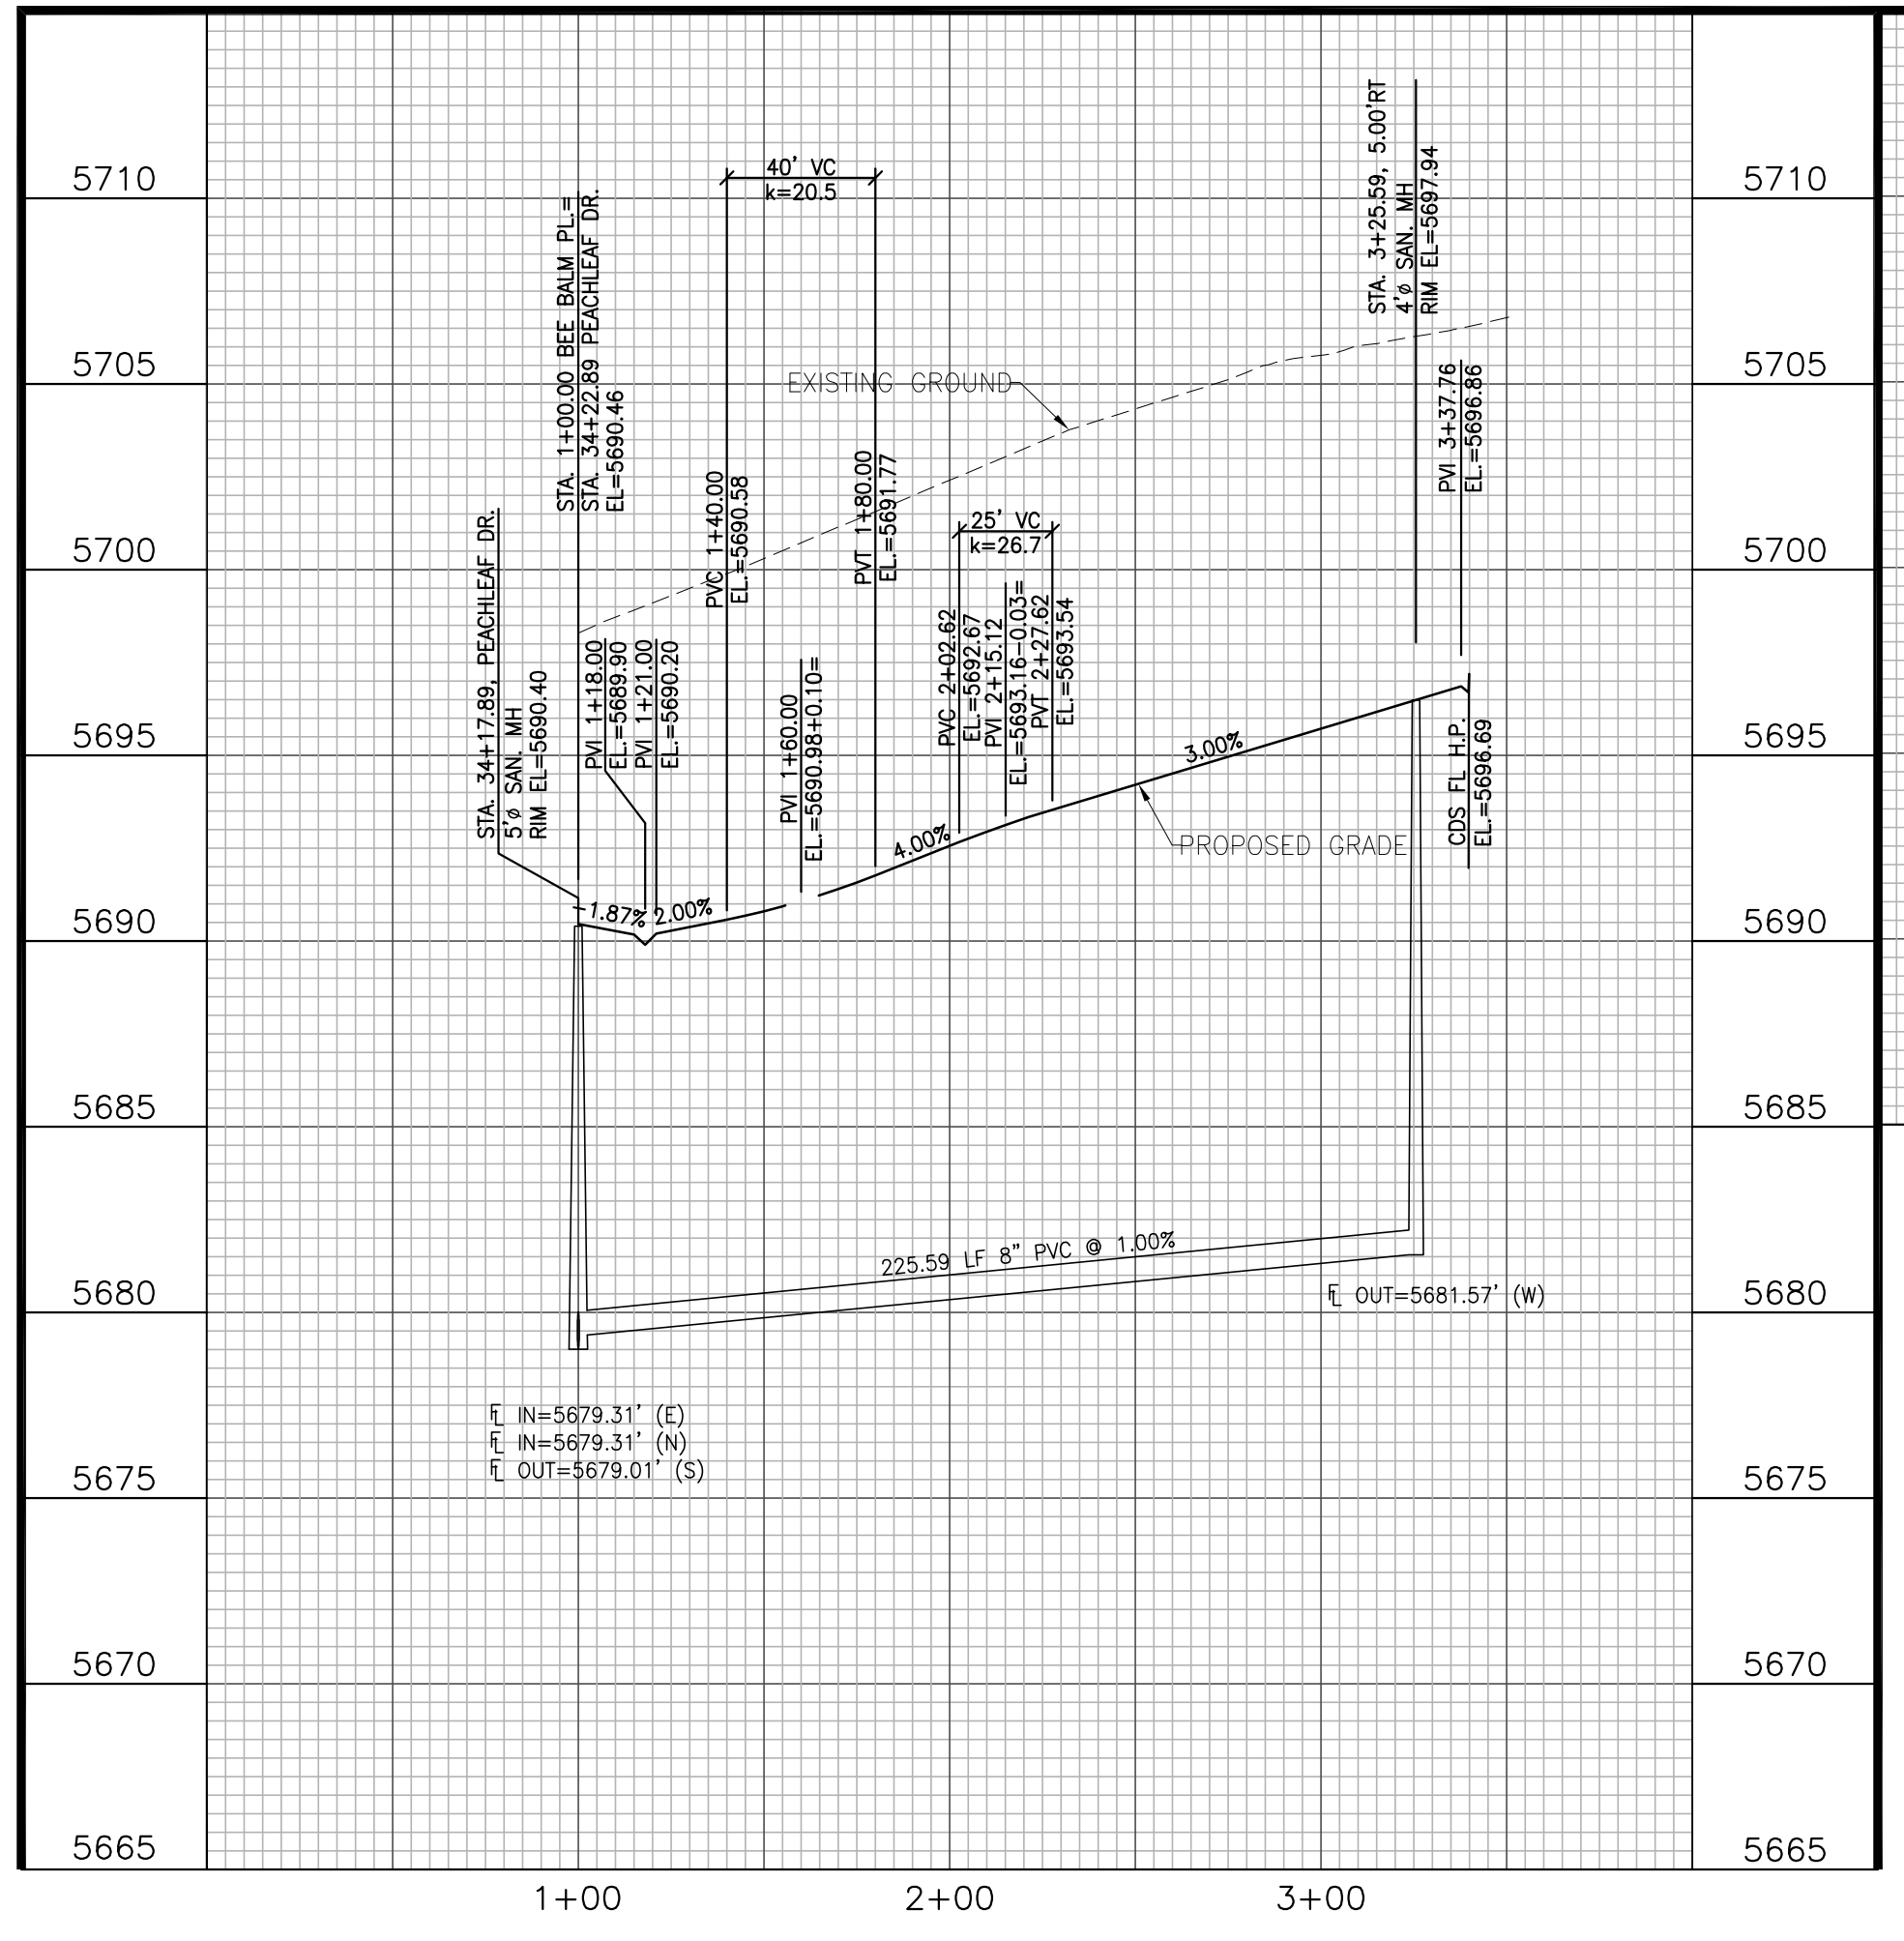 5710
5705
5700
5695
5690
5685
5680
5675
5670
5665
STA. 34+17.89, PEACHLEAF DR.
5'ø SAN. MH
RIM EL=5690.40
STA. 1+00.00 BEE BALM PL.=
STA. 34+22.89 PEACHLEAF DR.
EL=5690.46
PVI 1+18.00
EL.=5689.90
PVI 1+21.00
EL.=5690.20
40' VC
k=20.5
PVC 1+40.00
EL.=5690.58
PVI 1+60.00
EL.=5690.98+0.10=
PVT 1+80.00
EL.=5691.77
EXISTING GROUND
25' VC
k=26.7
PVC 2+02.62
EL.=5692.67
PVI 2+15.12
EL.=5693.16-0.03=
PVT 2+27.62
EL.=5693.54
STA. 3+25.59, 5.00'RT
4'ø SAN. MH
RIM EL=5697.94
PVI 3+37.76
EL.=5696.86
CDS FL H.P.
EL.=5696.69
-1.87%
2.00%
4.00%
3.00%
PROPOSED GRADE
225.59 LF 8" PVC @ 1.00%
FL OUT=5681.57' (W)
FL IN=5679.31' (E)
FL IN=5679.31' (N)
FL OUT=5679.01' (S)
5710
5705
5700
5695
5690
5685
5680
5675
5670
5665
1+00
2+00
3+00